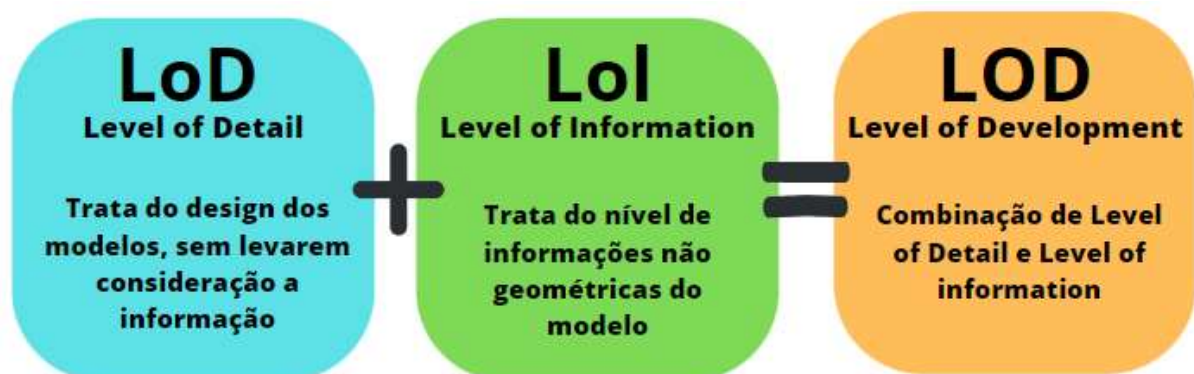 LoD
Level of Detail
Trata do design dos
modelos, sem levarem
consideração a
informação
+
LoI
Level of Information
Trata do nível de
informações não
geométricas do
modelo
=
LOD
Level of Development
Combinação de Level
of Detail e Level of
information